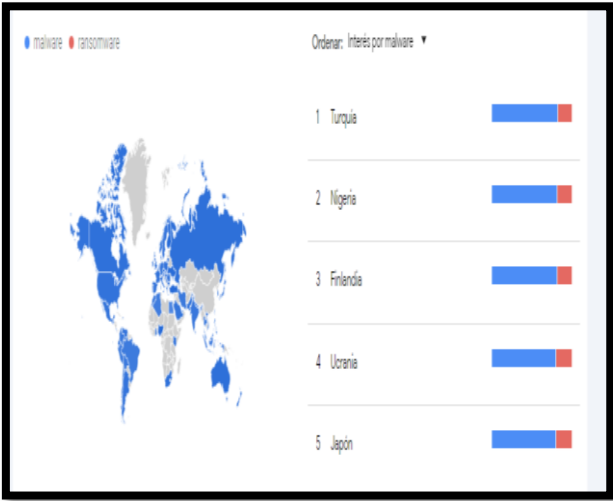 malware ransomware
Ordenar: Interés por malware
1 Turquía
2 Nigeria
3 Finlandia
4 Ucrania
5 Japón